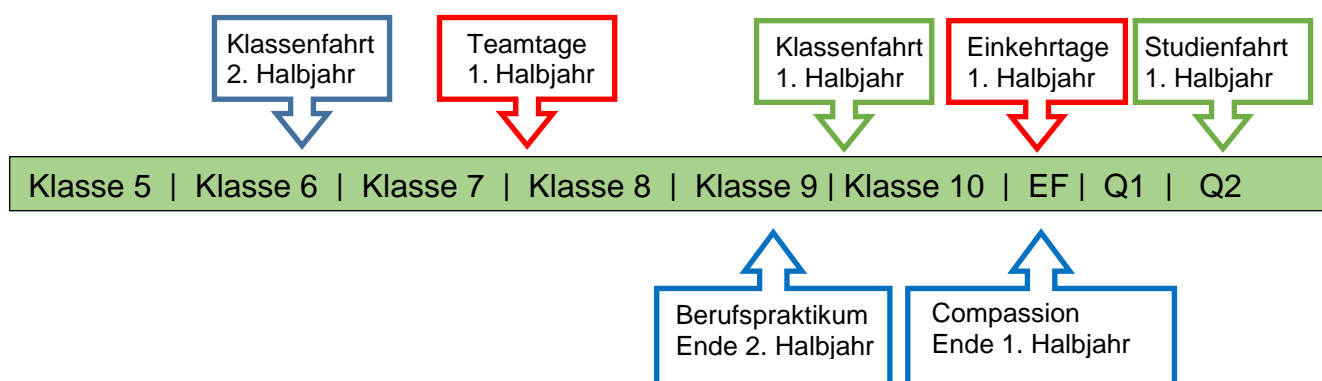 Klassenfahrt
2. Halbjahr
Teamtage
1. Halbjahr
Klassenfahrt
1. Halbjahr
Einkehrtage
1. Halbjahr
Studienfahrt
1. Halbjahr
Klasse 5 | Klasse 6 | Klasse 7 | Klasse 8 | Klasse 9 | Klasse 10 | EF | Q1 | Q2
Berufspraktikum
Ende 2. Halbjahr
Compassion
Ende 1. Halbjahr